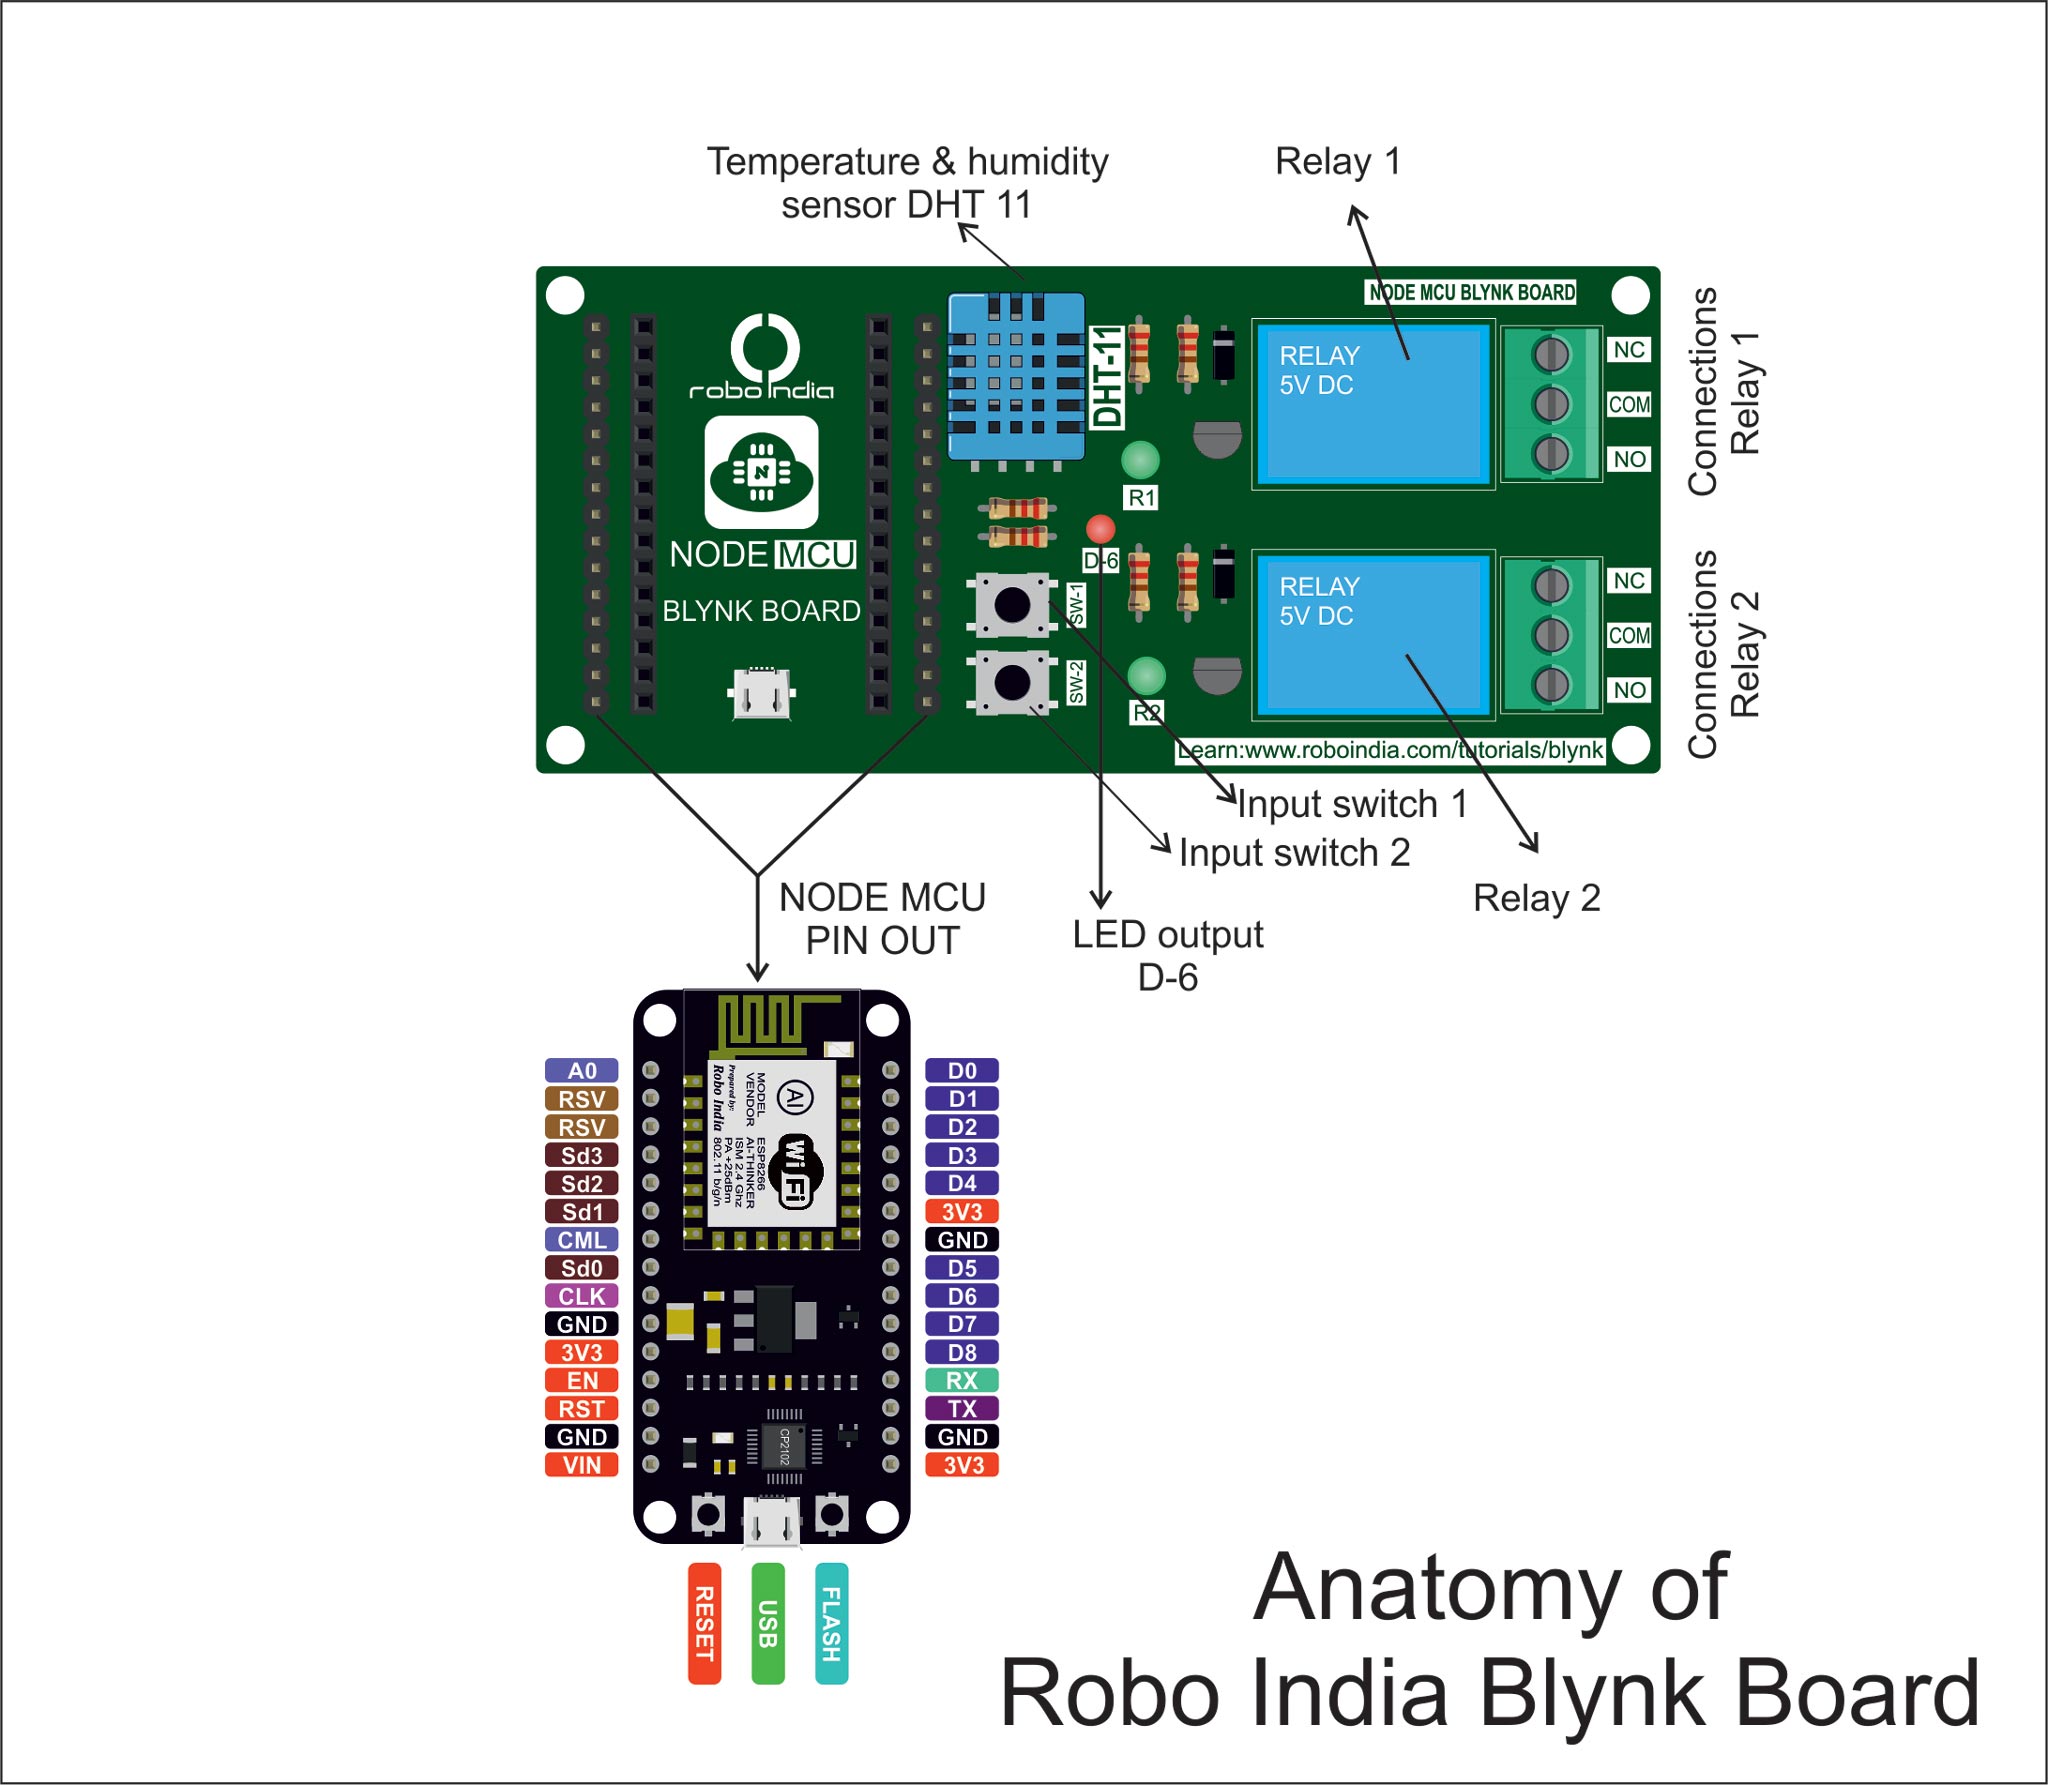 Temperature & humidity
sensor DHT 11
Relay 1
NODE MCU BLYNK BOARD
robo india
DHT-11
RELAY
5V DC
NC
COM
NO
Connections
Relay 1
R1
NODE MCU
BLYNK BOARD
D-6
SW-1
SW-2
R2
RELAY
5V DC
NC
COM
NO
Connections
Relay 2
Learn:www.roboindia.com/tutorials/blynk
Input switch 1
Input switch 2
Relay 2
NODE MCU
PIN OUT
LED output
D-6
A0
RSV
RSV
Sd3
Sd2
Sd1
CML
Sd0
CLK
GND
3V3
EN
RST
GND
VIN
AI
WiFi
MODEL ESP8266
VENDOR AI-THINKER
ISM 2.4 Ghz
PA +25dBm
802.11 b/g/n
Prepared by:
Robo India
CP2102
D0
D1
D2
D3
D4
3V3
GND
D5
D6
D7
D8
RX
TX
GND
3V3
RESET
USB
FLASH
Anatomy of
Robo India Blynk Board